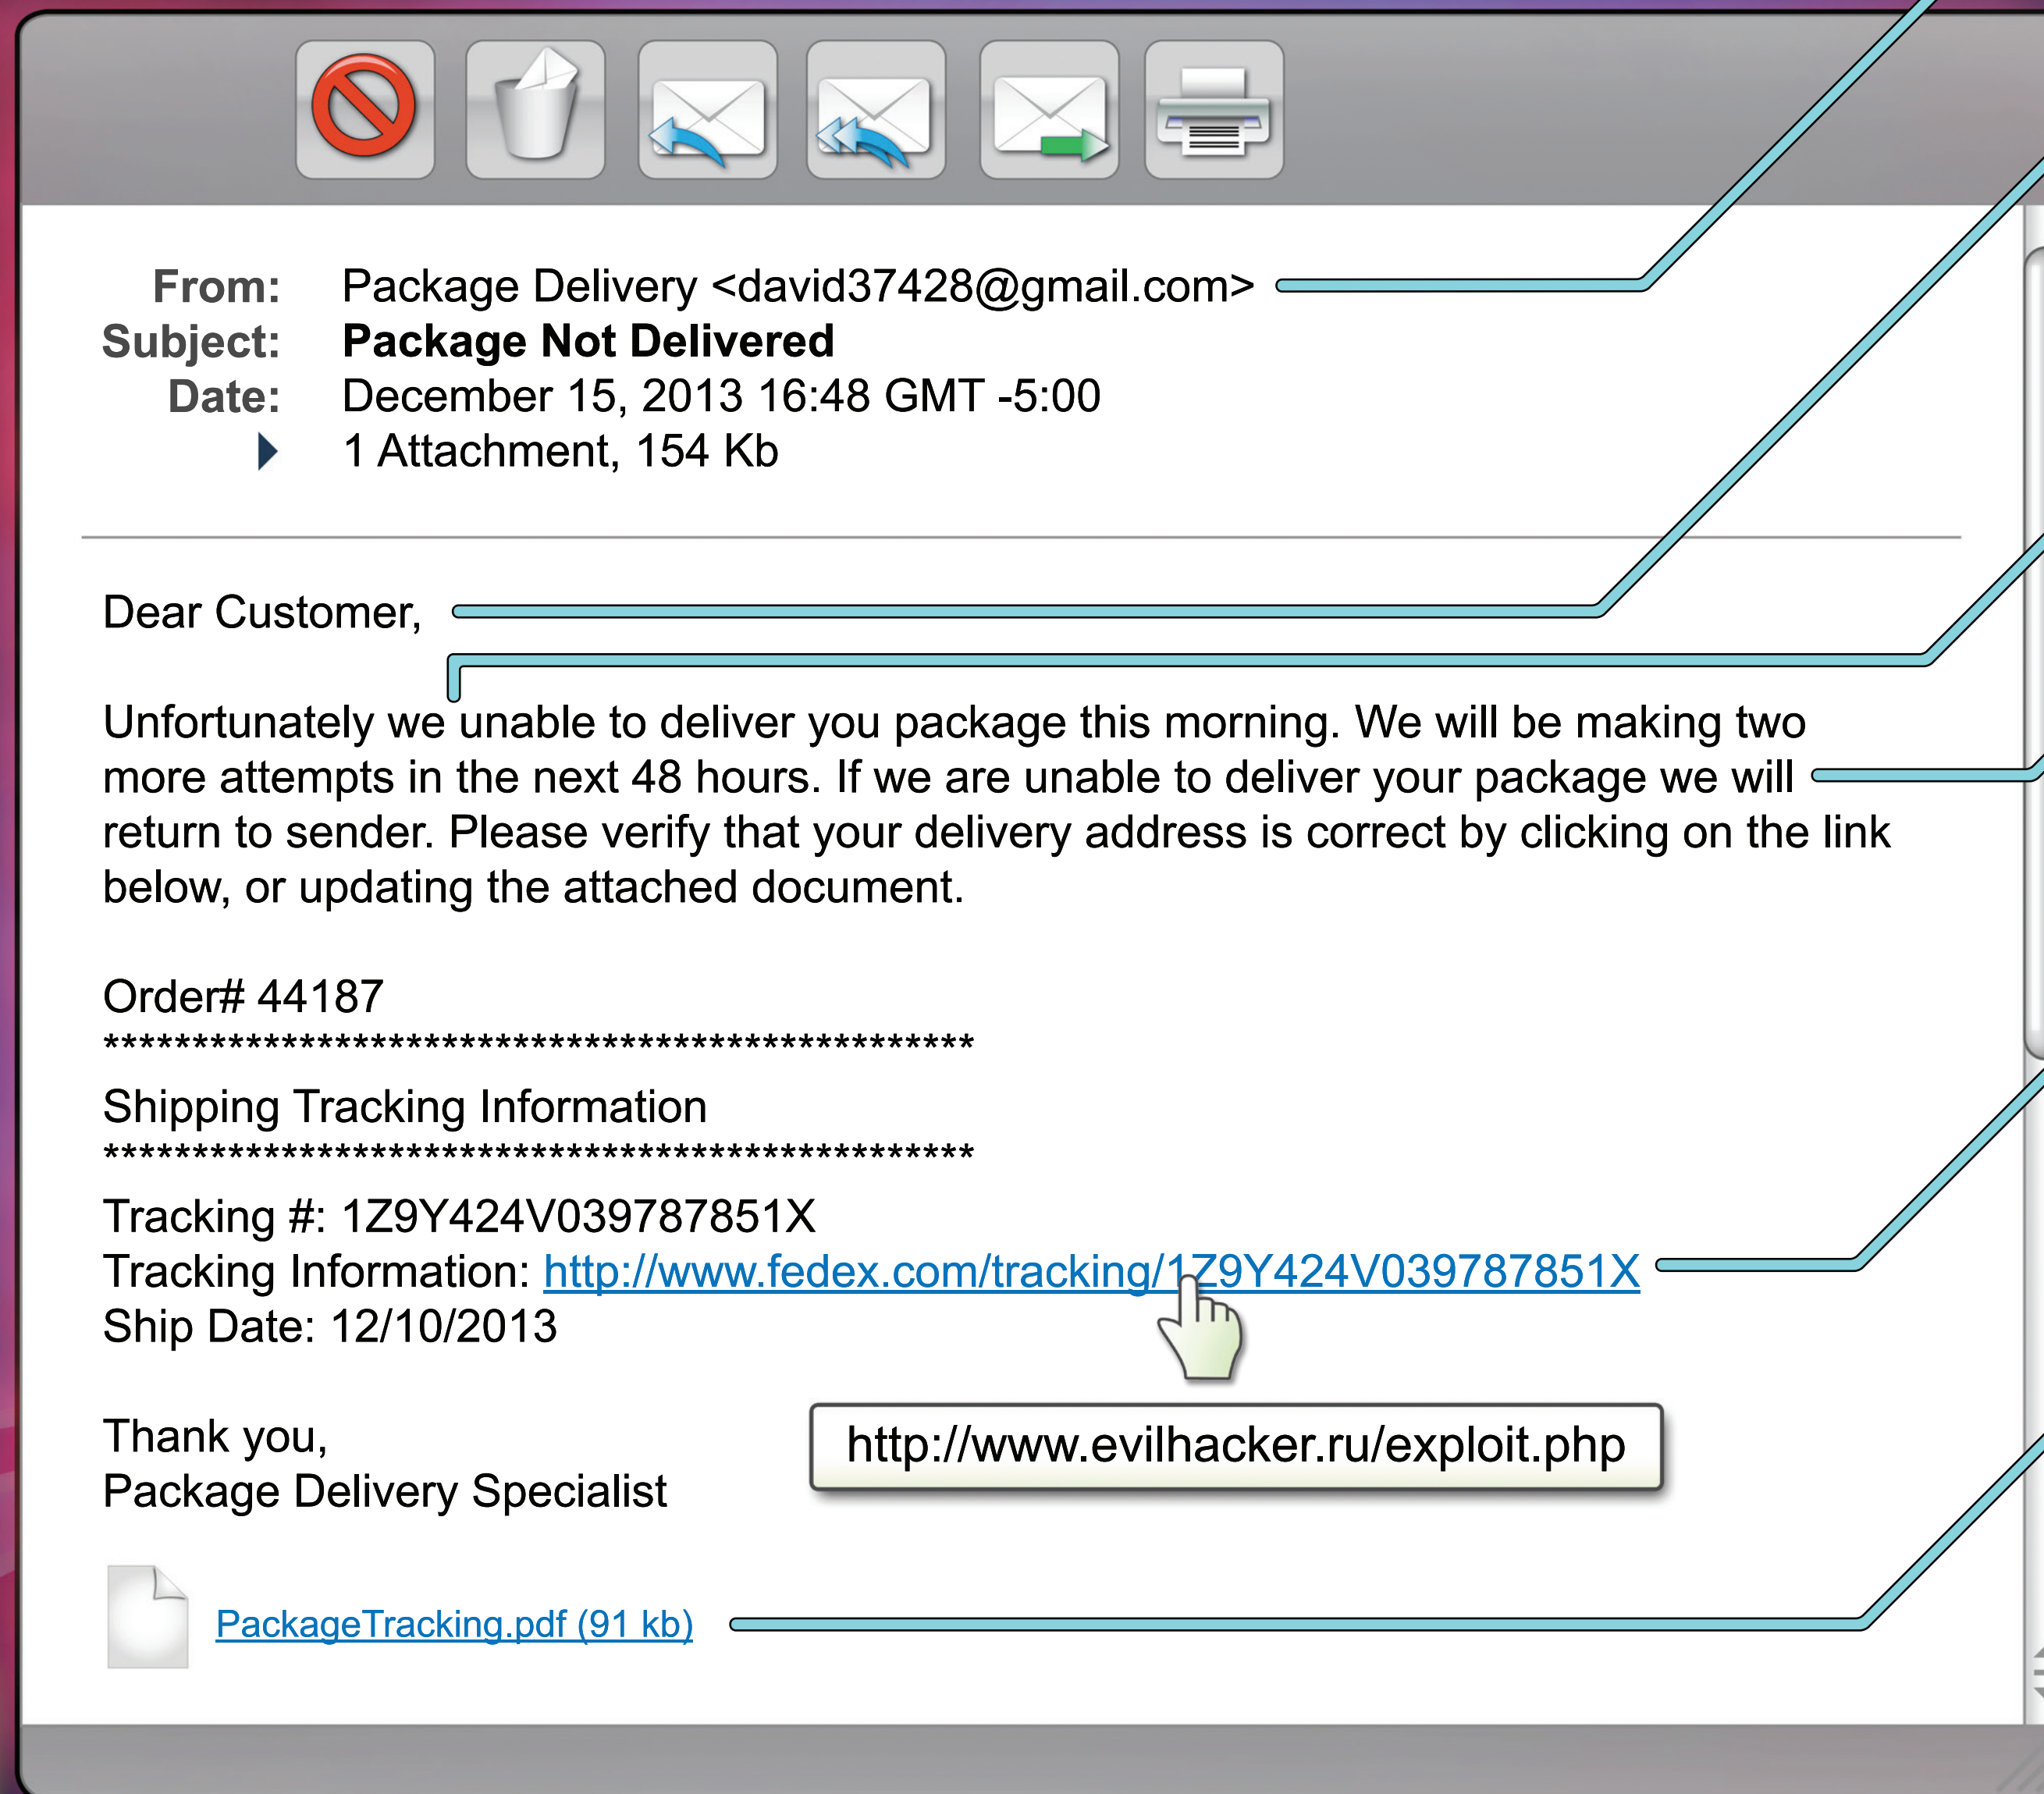 From: Package Delivery <david37428@gmail.com>
Subject: Package Not Delivered
Date: December 15, 2013 16:48 GMT -5:00
1 Attachment, 154 Kb
Dear Customer,
Unfortunately we unable to deliver you package this morning. We will be making two
more attempts in the next 48 hours. If we are unable to deliver your package we will
return to sender. Please verify that your delivery address is correct by clicking on the link
below, or updating the attached document.
Order# 44187
*************************************************
Shipping Tracking Information
*************************************************
Tracking #: 1Z9Y424V039787851X
Tracking Information: http://www.fedex.com/tracking/1Z9Y424V039787851X
Ship Date: 12/10/2013
http://www.evilhacker.ru/exploit.php
Thank you,
Package Delivery Specialist
PackageTracking.pdf (91 kb)